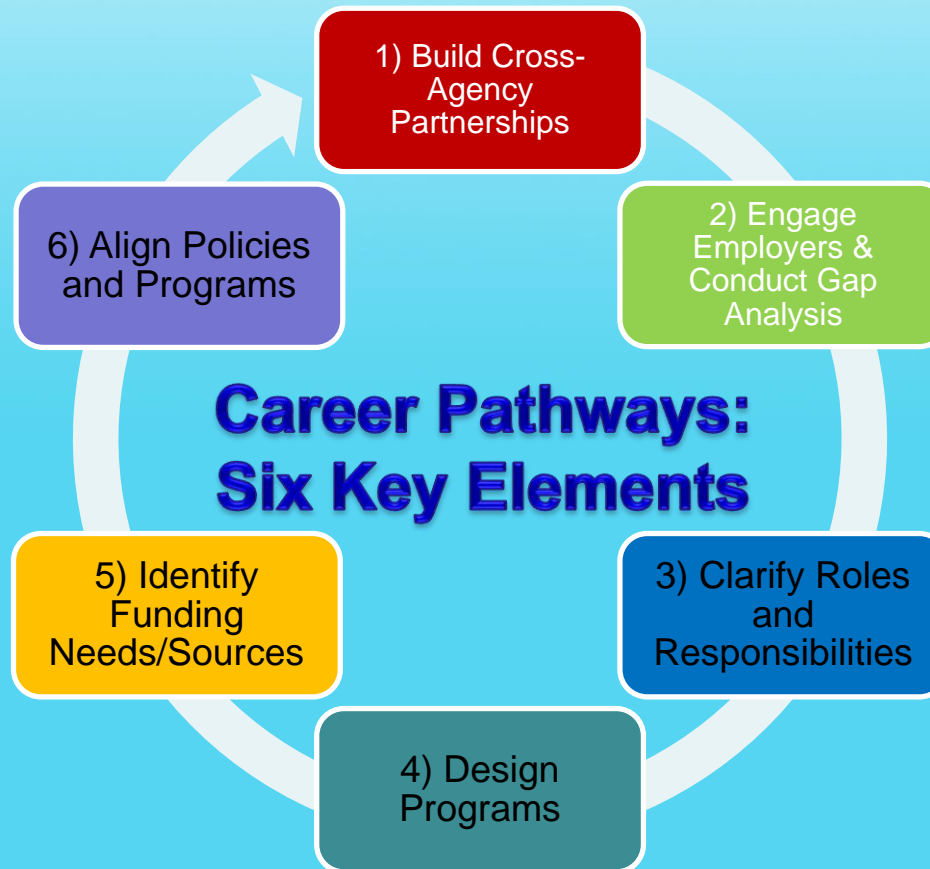 1) Build Cross-
Agency
Partnerships
2) Engage
Employers &
Conduct Gap
Analysis
6) Align Policies
and Programs
Career Pathways:
Six Key Elements
5) Identify
Funding
Needs/Sources
3) Clarify Roles
and
Responsibilities
4) Design
Programs